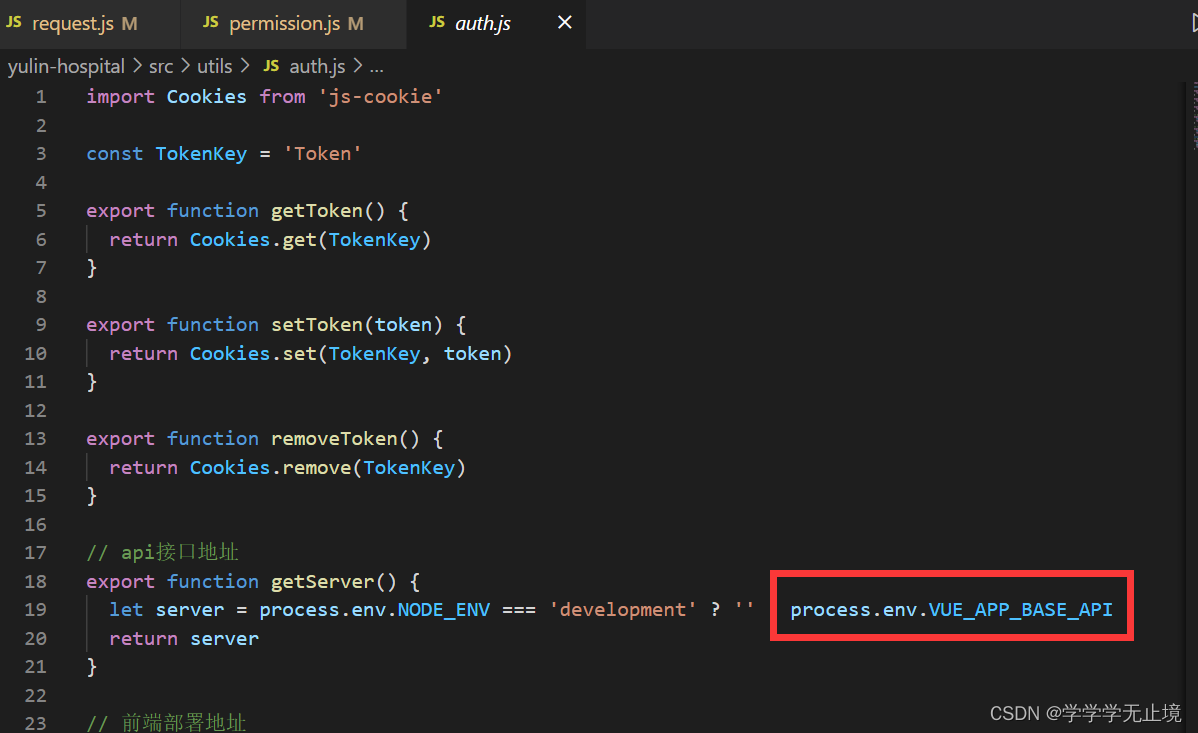 JS request.js M JS permission.js M JS auth.js
yulin-hospital > src > utils > JS auth.js > ...
1 import Cookies from 'js-cookie'
2
3 const TokenKey = 'Token'
4
5 export function getToken() {
6 return Cookies.get(TokenKey)
7 }
8
9 export function setToken(token) {
10 return Cookies.set(TokenKey, token)
11 }
12
13 export function removeToken() {
14 return Cookies.remove(TokenKey)
15 }
16
17 // api接口地址
18 export function getServer() {
19 let server = process.env.NODE_ENV === 'development' ? '' process.env.VUE_APP_BASE_API
20 return server
21 }
22
23 // 前端部署地址
CSDN @学学学无止境